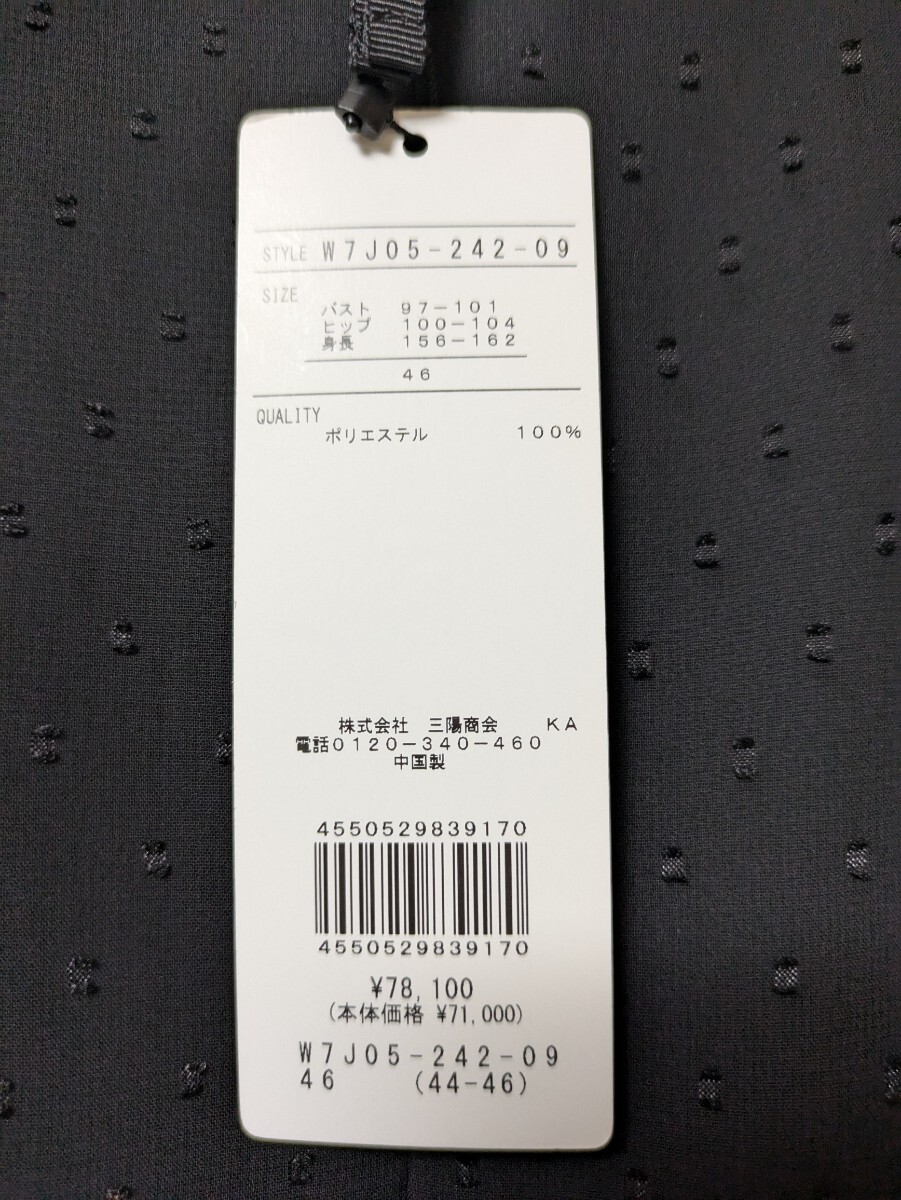 STYLE W7J05-242-09
SIZE
バスト 97-101
ヒップ 100-104
身長 156-162
46
QUALITY
ポリエステル 100%
株式会社 三陽商会 KA
電話0120-340-460
中国製
4550529839170
4550529839170
¥78,100
(本体価格 ¥71,000)
W7J05-242-09
46 (44-46)